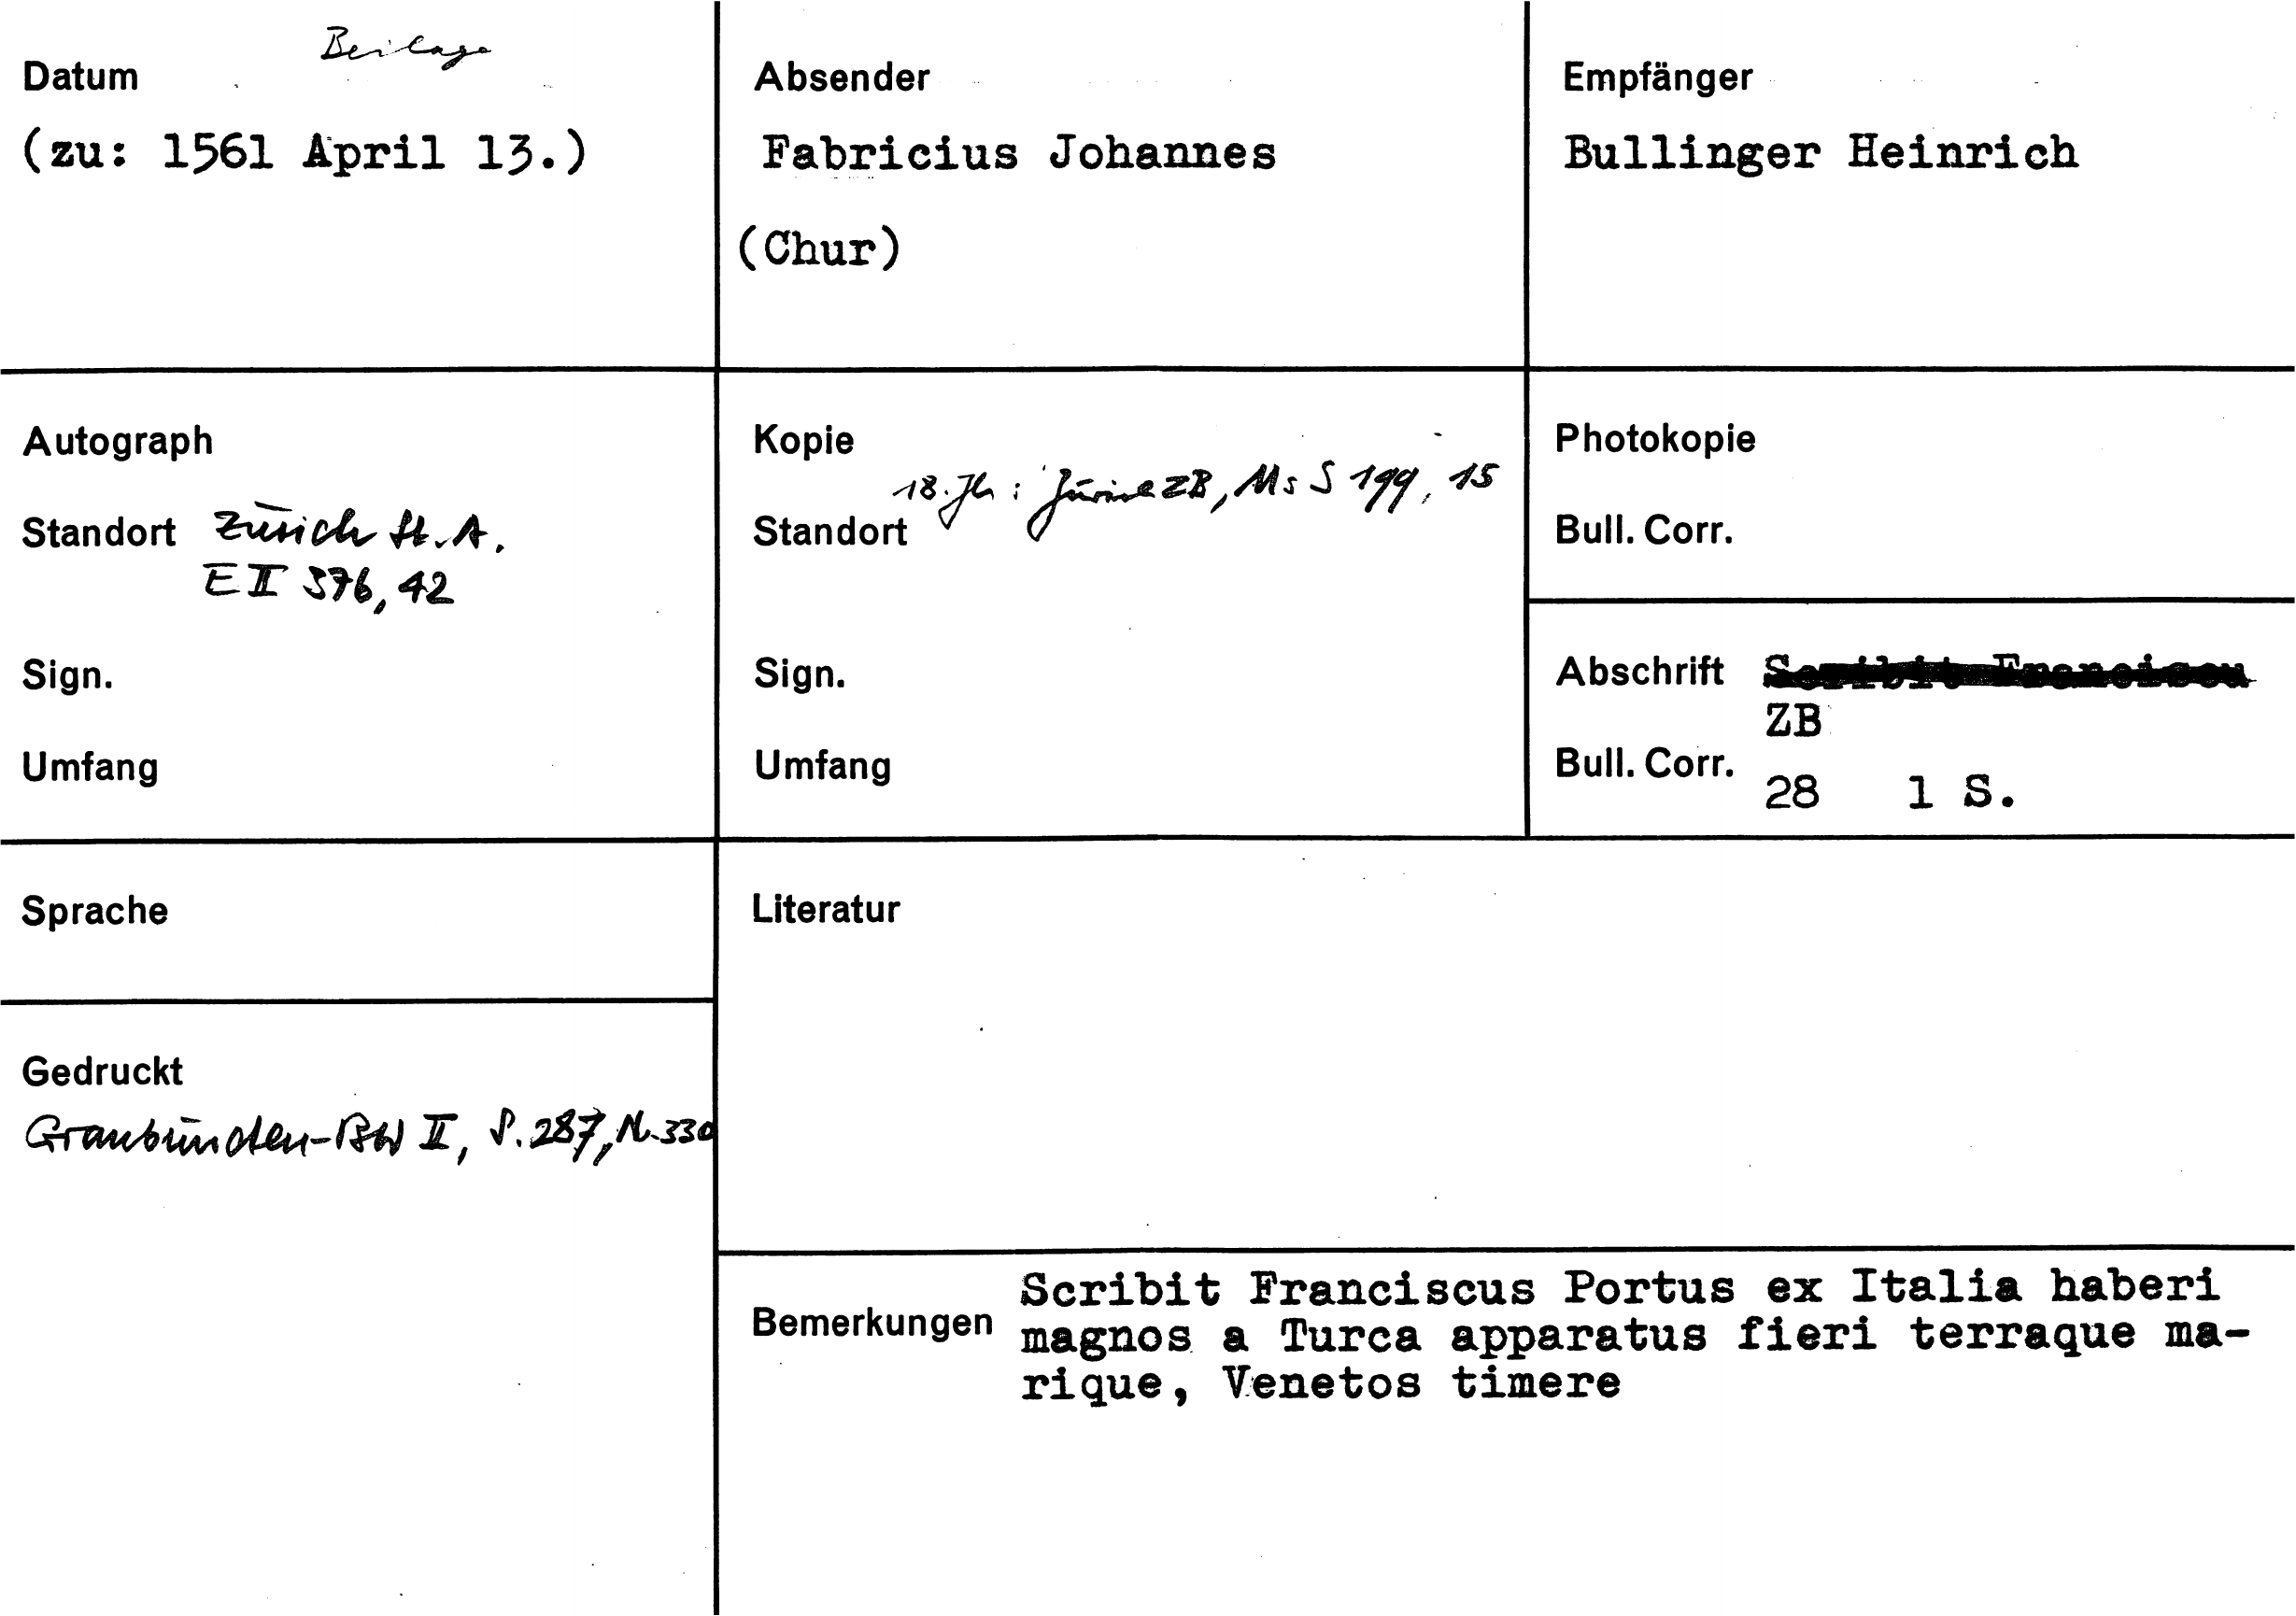 Beilage
Datum
(zu: 1561 April 13.)
Absender
Fabricius Johannes
(Chur)
Empfänger
Bullinger Heinrich
Autograph
Standort Zürich St.A.
E II 376, 42
Sign.
Umfang
Kopie
18. Jh: Zürich ZB, Ms S 199, 15
Standort
Sign.
Umfang
Photokopie
Bull. Corr.
Abschrift Scribit Franciscu
ZB
Bull. Corr.
28 1 S.
Sprache
Literatur
Gedruckt
Graubünden-BW II, S. 287, N. 330
Bemerkungen
Scribit Franciscus Portus ex Italia haberi
magnos a Turca apparatus fieri terraque ma-
rique, Venetos timere